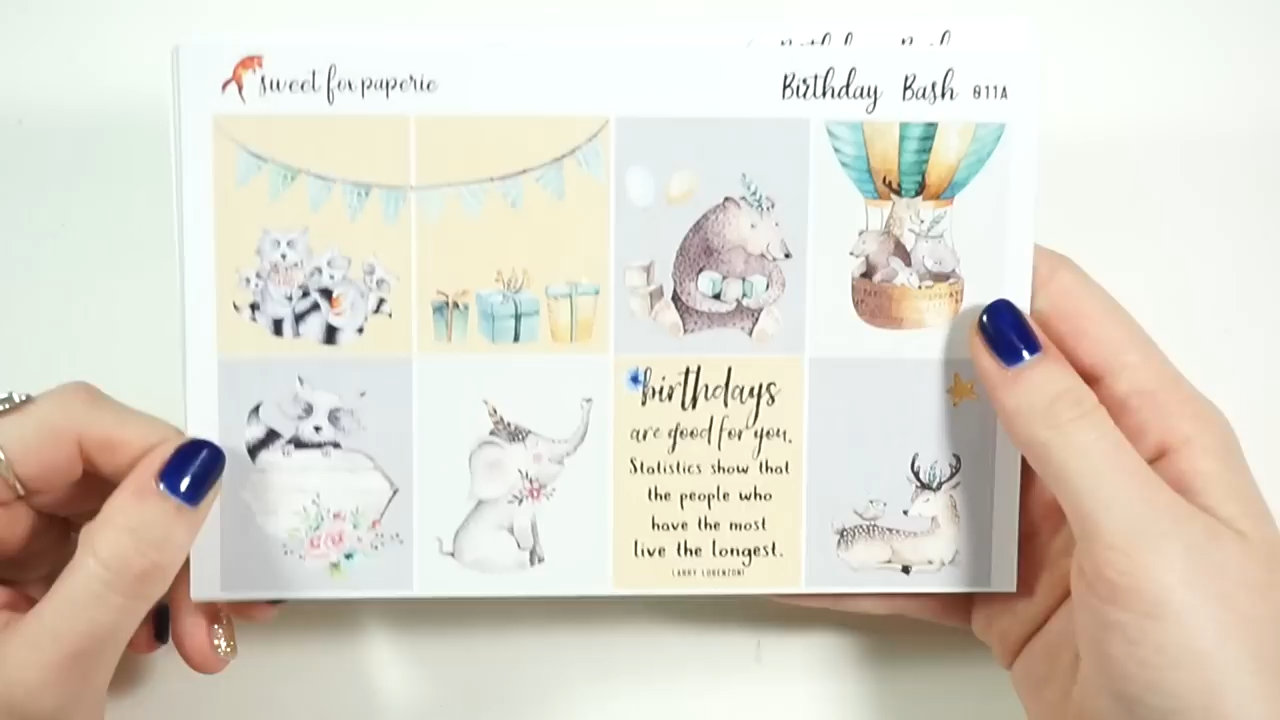 sweet fox paperie
Birthday Bash 011A
birthdays
are good for you.
Statistics show that
the people who
have the most
live the longest.
LARRY LORENZONI